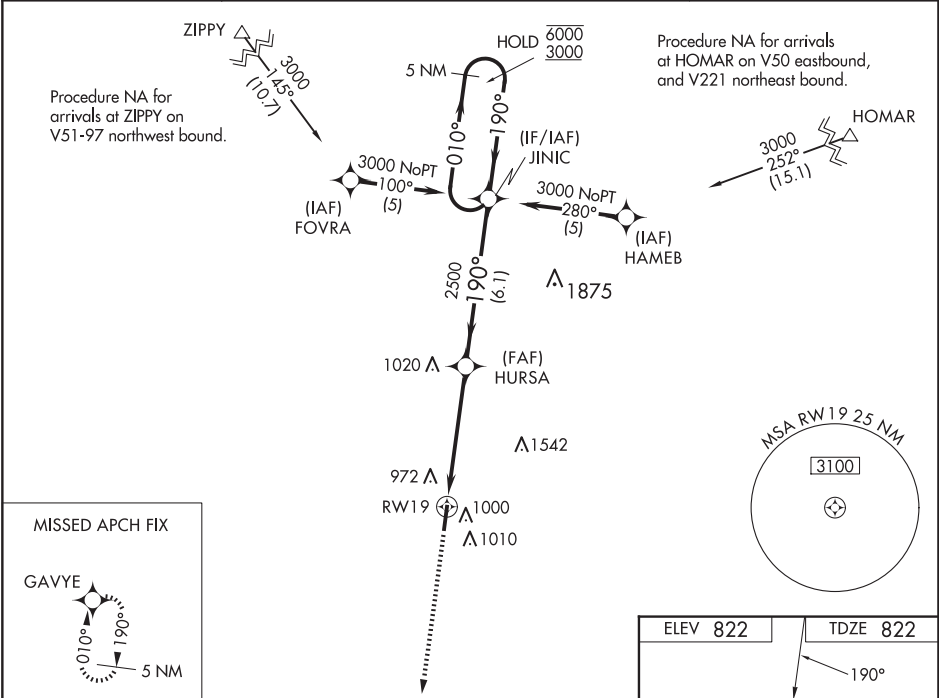 ZIPPY
3000
145°
(10.7)
Procedure NA for
arrivals at ZIPPY on
V51-97 northwest bound.
HOLD 6000
3000
5 NM
010°
190°
Procedure NA for arrivals
at HOMAR on V50 eastbound,
and V221 northeast bound.
HOMAR
3000
252°
(15.1)
(IF/IAF)
JINIC
3000 NoPT
100°
(5)
(IAF)
FOVRA
3000 NoPT
280°
(5)
(IAF)
HAMEB
2500
190°
(6.1)
1875
1020
(FAF)
HURSA
1542
972
RW19
1000
1010
MSA RW19 25 NM
3100
MISSED APCH FIX
GAVYE
010°
190°
5 NM
ELEV 822
TDZE 822
190°